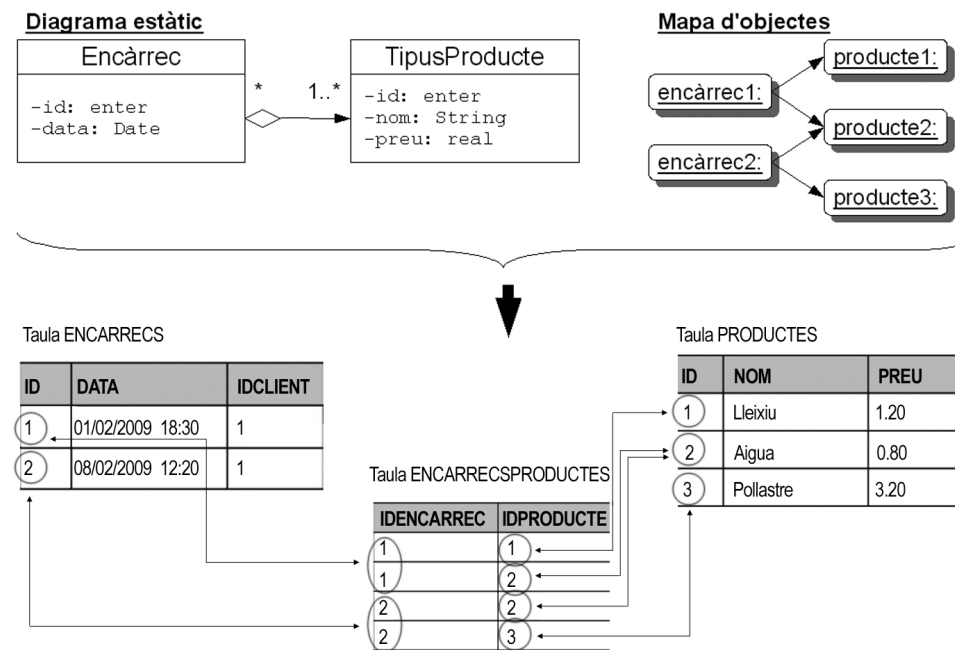 Diagrama estàtic
Encàrrec
-id: enter
-data: Date
*
1..*
TipusProducte
-id: enter
-nom: String
-preu: real
Mapa d'objectes
encàrrec1:
encàrrec2:
producte1:
producte2:
producte3:
Taula ENCARRECS
ID DATA IDCLIENT
1 01/02/2009 18:30 1
2 08/02/2009 12:20 1
Taula ENCARRECSPRODUCTES
IDENCARREC IDPRODUCTE
1 1
1 2
2 2
2 3
Taula PRODUCTES
ID NOM PREU
1 Lleixiu 1.20
2 Aigua 0.80
3 Pollastre 3.20